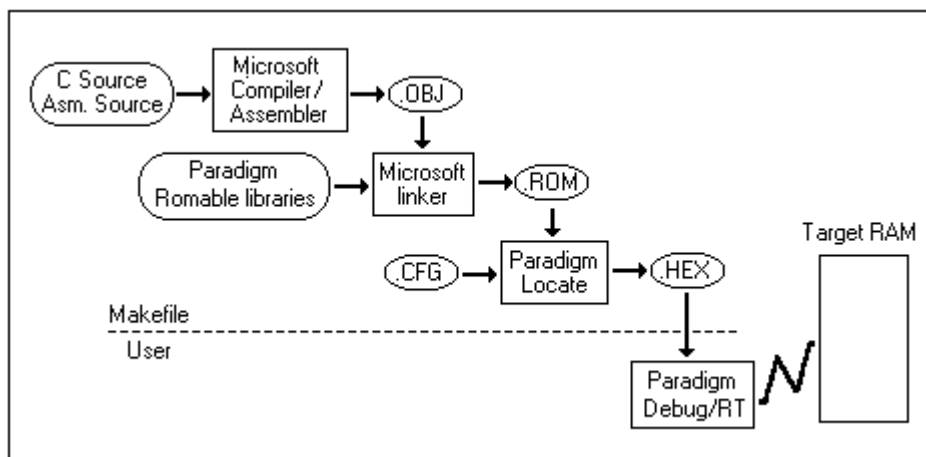 C Source
Asm. Source
Microsoft
Compiler/
Assembler
.OBJ
Paradigm
Romable libraries
Microsoft
linker
.ROM
Target RAM
.CFG
Paradigm
Locate
.HEX
Makefile
User
Paradigm
Debug/RT